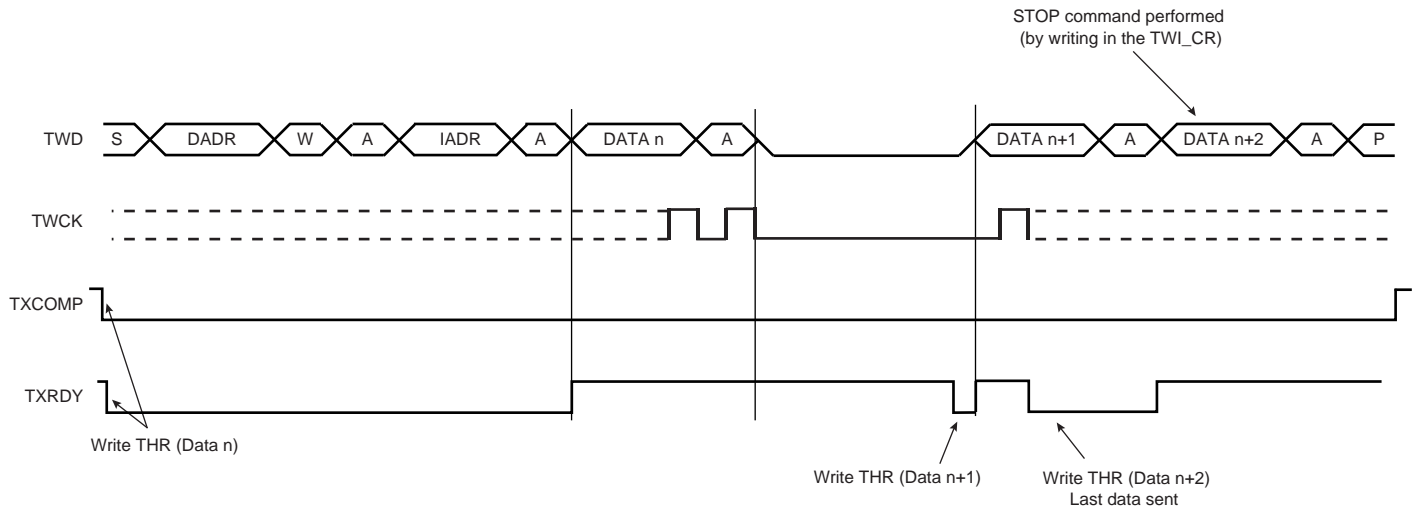 STOP command performed
(by writing in the TWI_CR)
TWD S DADR W A IADR A DATA n A DATA n+1 A DATA n+2 A P
TWCK
TXCOMP
TXRDY
Write THR (Data n)
Write THR (Data n+1)
Write THR (Data n+2)
Last data sent